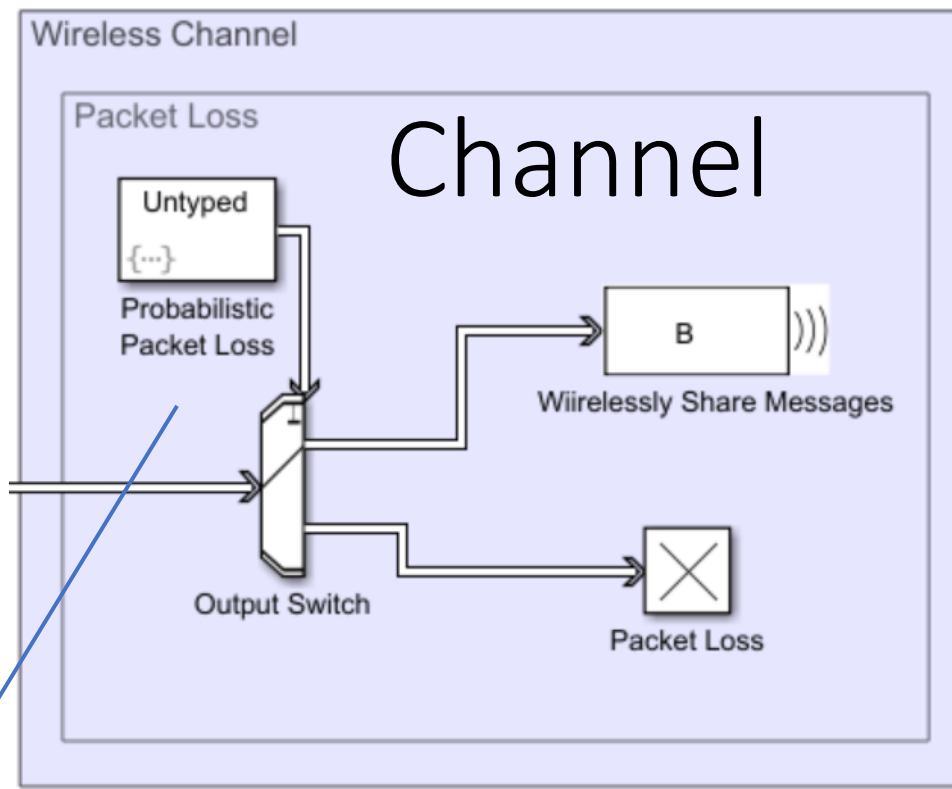 Wireless Channel
Packet Loss
Channel
Untyped
{...}
Probabilistic
Packet Loss
B
Wiirelessly Share Messages
Output Switch
Packet Loss